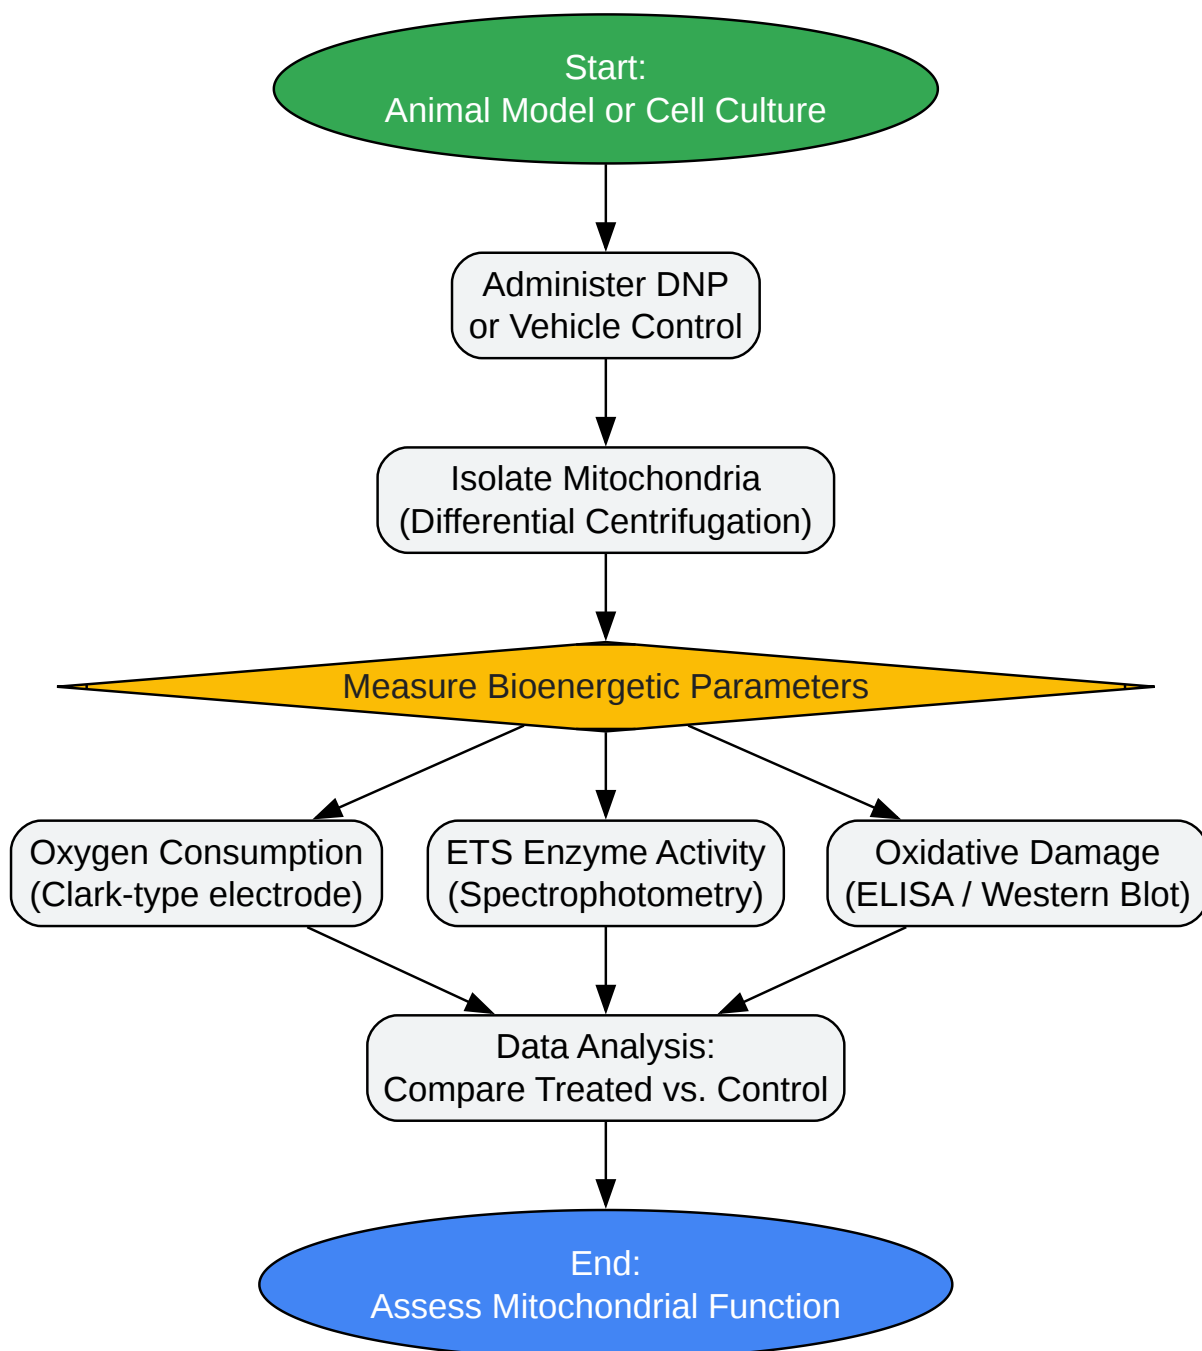 Start:
Animal Model or Cell Culture
Administer DNP
or Vehicle Control
Isolate Mitochondria
(Differential Centrifugation)
Measure Bioenergetic Parameters
Oxygen Consumption
(Clark-type electrode)
ETS Enzyme Activity
(Spectrophotometry)
Oxidative Damage
(ELISA / Western Blot)
Data Analysis:
Compare Treated vs. Control
End:
Assess Mitochondrial Function